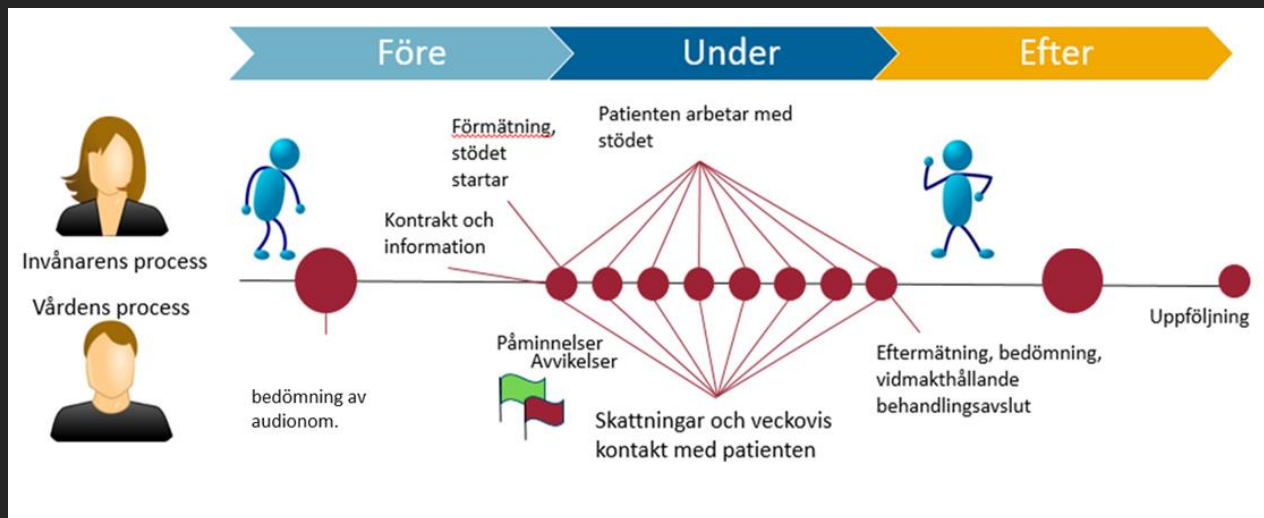 Före
Under
Efter
Förmätning,
stödet
startar
Patienten arbetar med
stödet
Kontrakt och
information
Invånarens process
Vårdens process
Uppföljning
Påminnelser
Avvikelser
Eftermätning, bedömning,
vidmakthållande
behandlingsavslut
bedömning av
audionom.
Skattningar och veckovis
kontakt med patienten